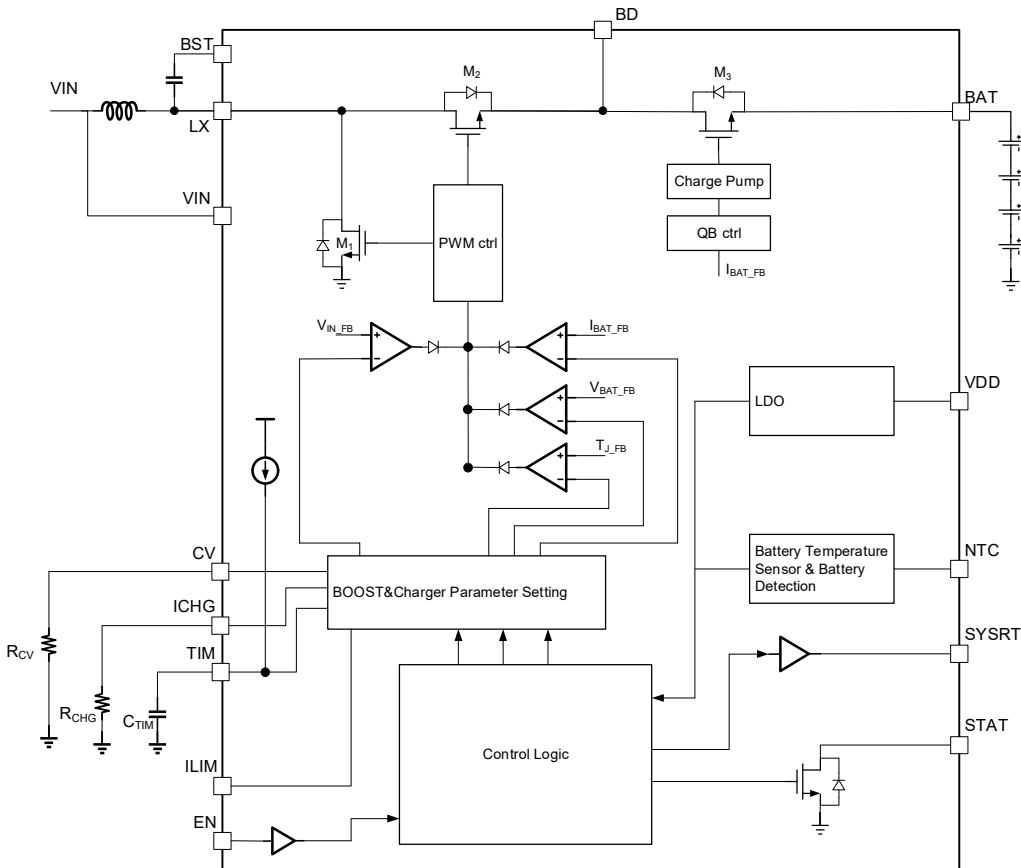 BD
BST
VIN
M2
M3
BAT
LX
Charge Pump
VIN
PWM ctrl
QB ctrl
M1
IBAT_FB
VIN_FB
+
−
IBAT_FB
+
−
VBAT_FB
+
−
VDD
LDO
TJ_FB
+
−
CV
Battery Temperature
Sensor & Battery
Detection
NTC
BOOST&Charger Parameter Setting
ICHG
RCV
TIM
SYSRT
RCHG
CTIM
STAT
Control Logic
ILIM
EN